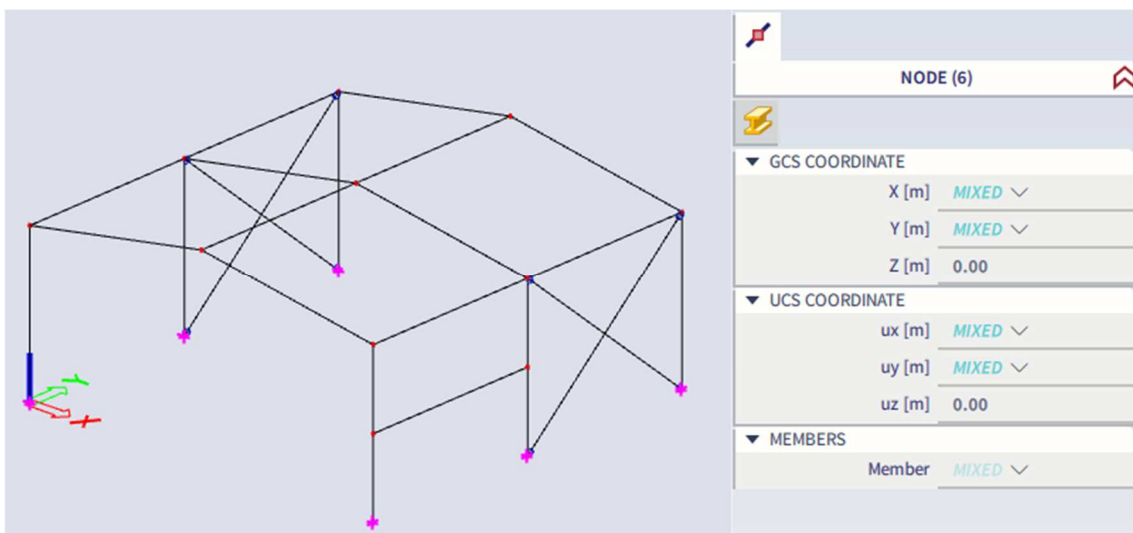 NODE (6)
GCS COORDINATE
X [m] MIXED
Y [m] MIXED
Z [m] 0.00
UCS COORDINATE
ux [m] MIXED
uy [m] MIXED
uz [m] 0.00
MEMBERS
Member MIXED
Y
X